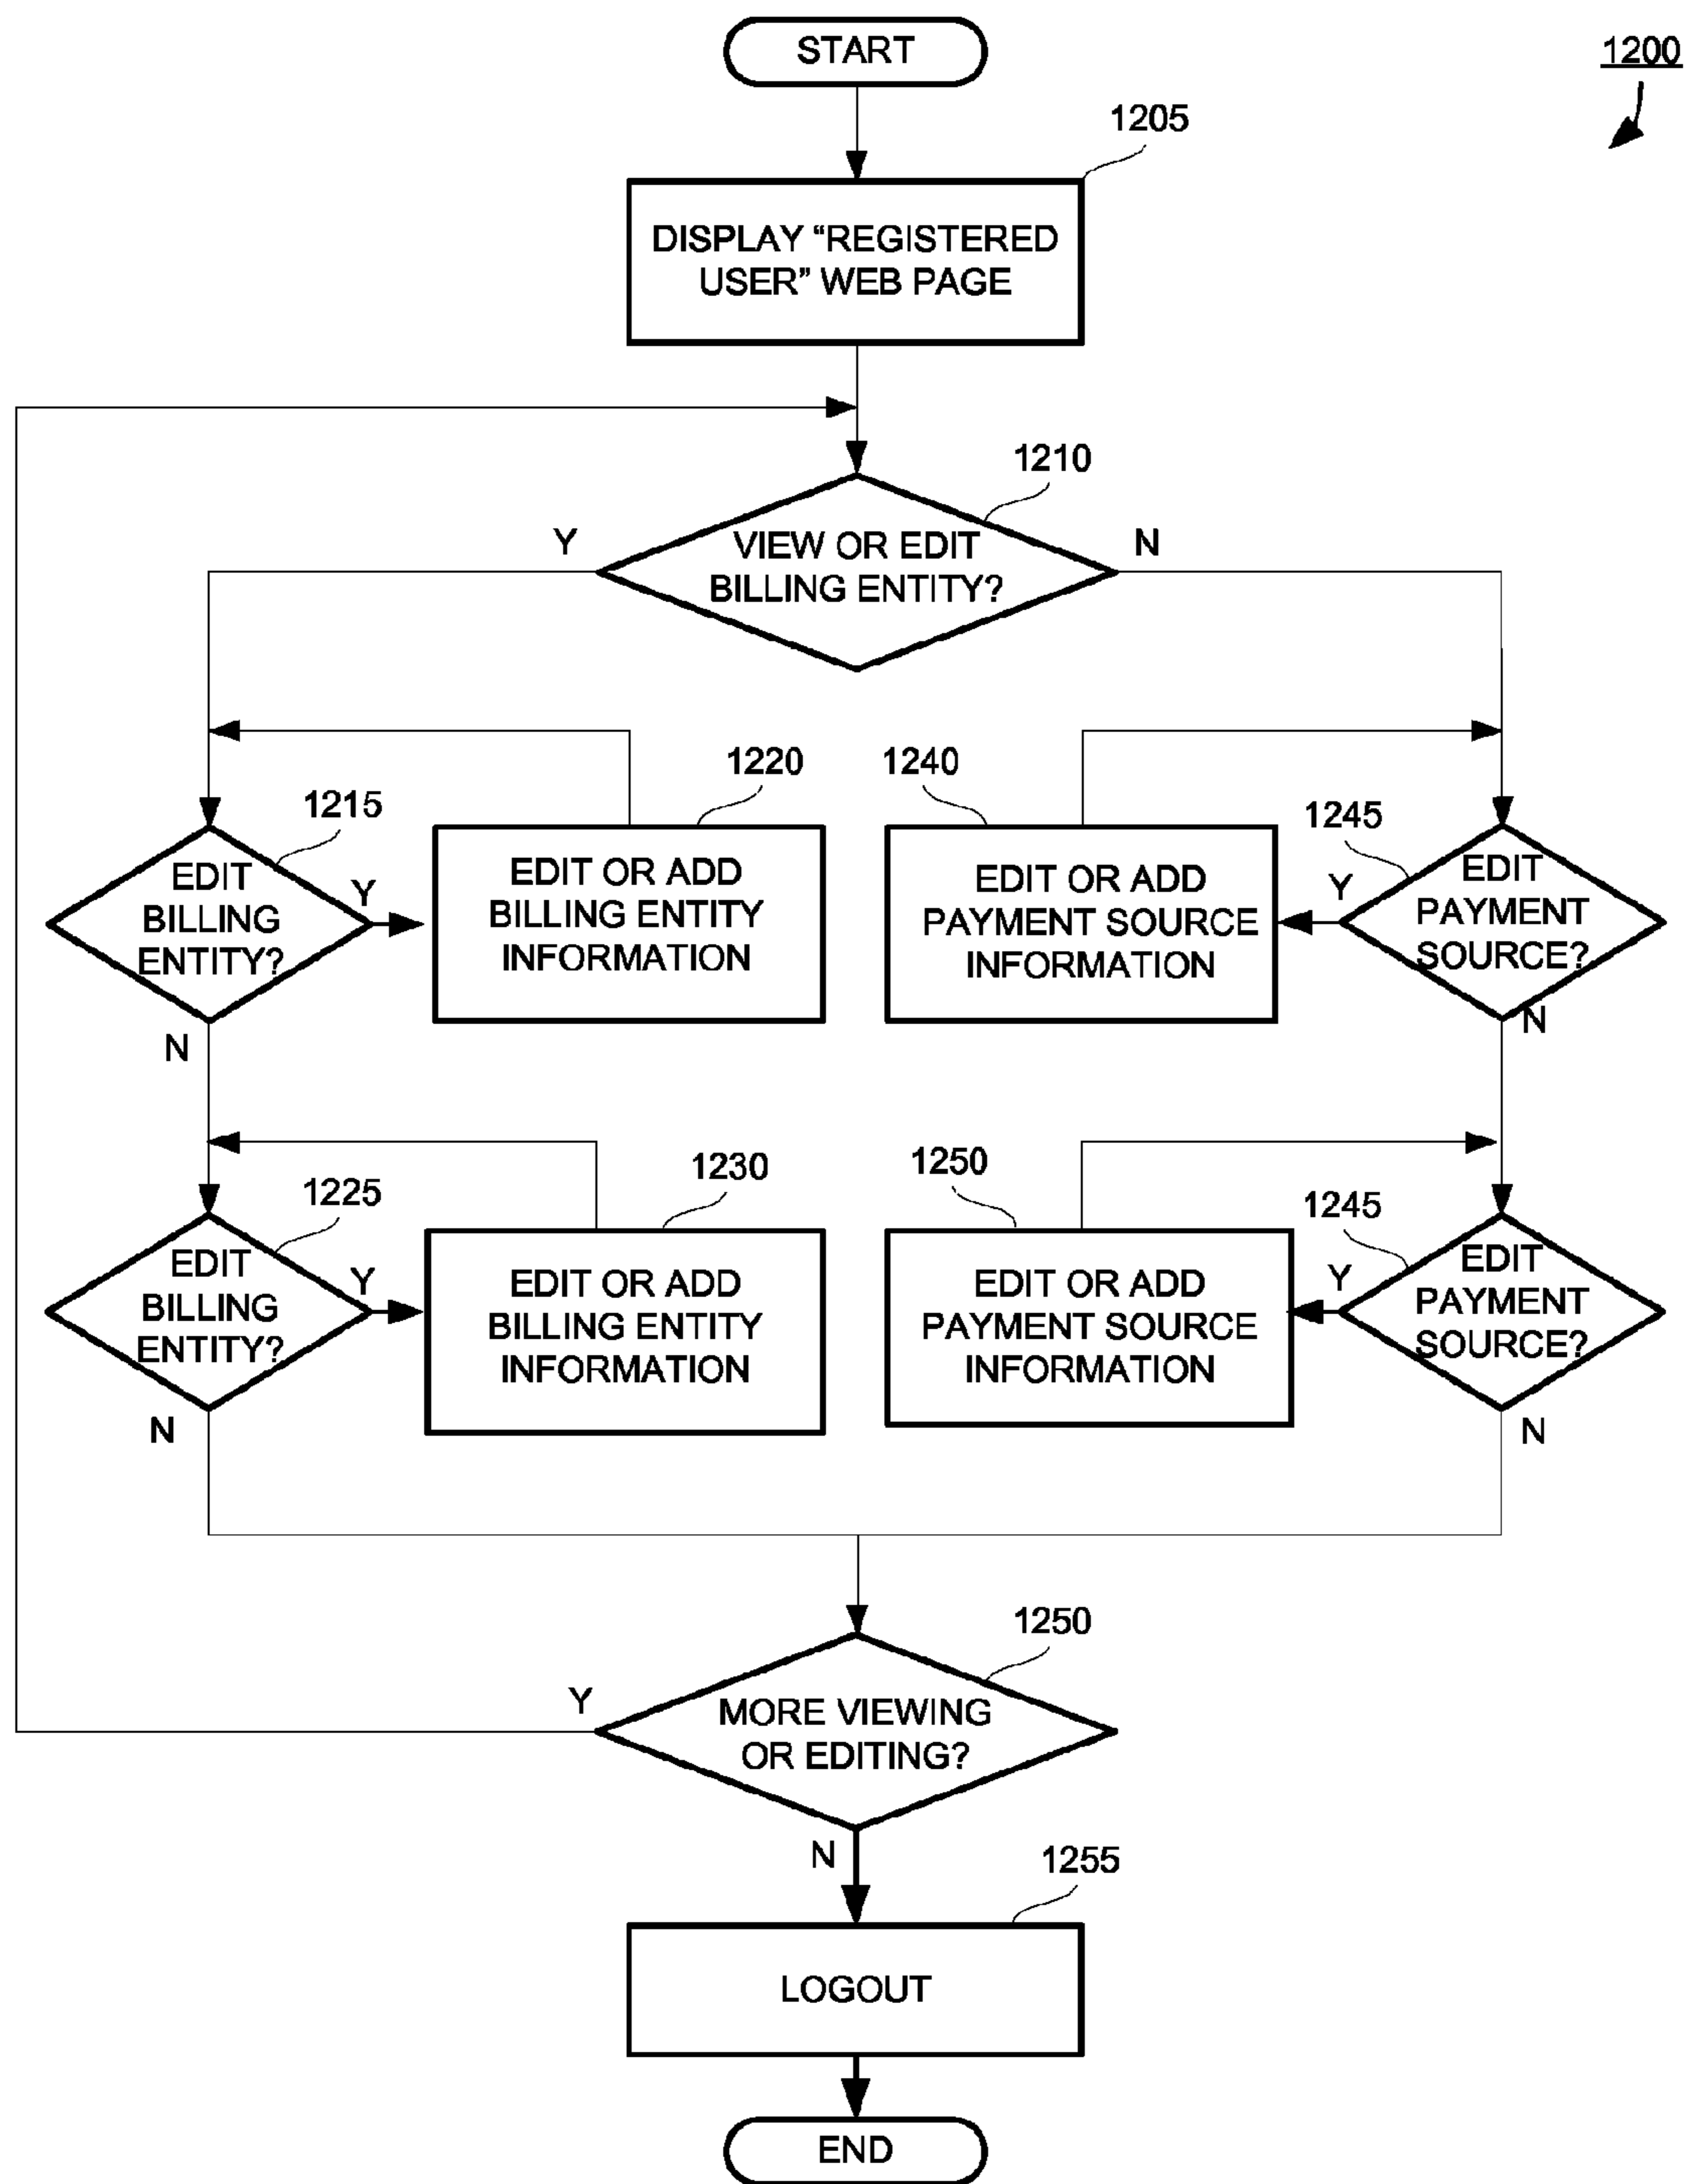 START
1200
1205
DISPLAY “REGISTERED
USER” WEB PAGE
1210
Y
VIEW OR EDIT
BILLING ENTITY?
N
1220
1240
1215
1245
EDIT
BILLING
ENTITY?
Y
N
EDIT OR ADD
BILLING ENTITY
INFORMATION
EDIT OR ADD
PAYMENT SOURCE
INFORMATION
Y
EDIT
PAYMENT
SOURCE?
N
1230
1250
1225
1245
EDIT
BILLING
ENTITY?
Y
N
EDIT OR ADD
BILLING ENTITY
INFORMATION
EDIT OR ADD
PAYMENT SOURCE
INFORMATION
Y
EDIT
PAYMENT
SOURCE?
N
1250
Y
MORE VIEWING
OR EDITING?
N
1255
LOGOUT
END